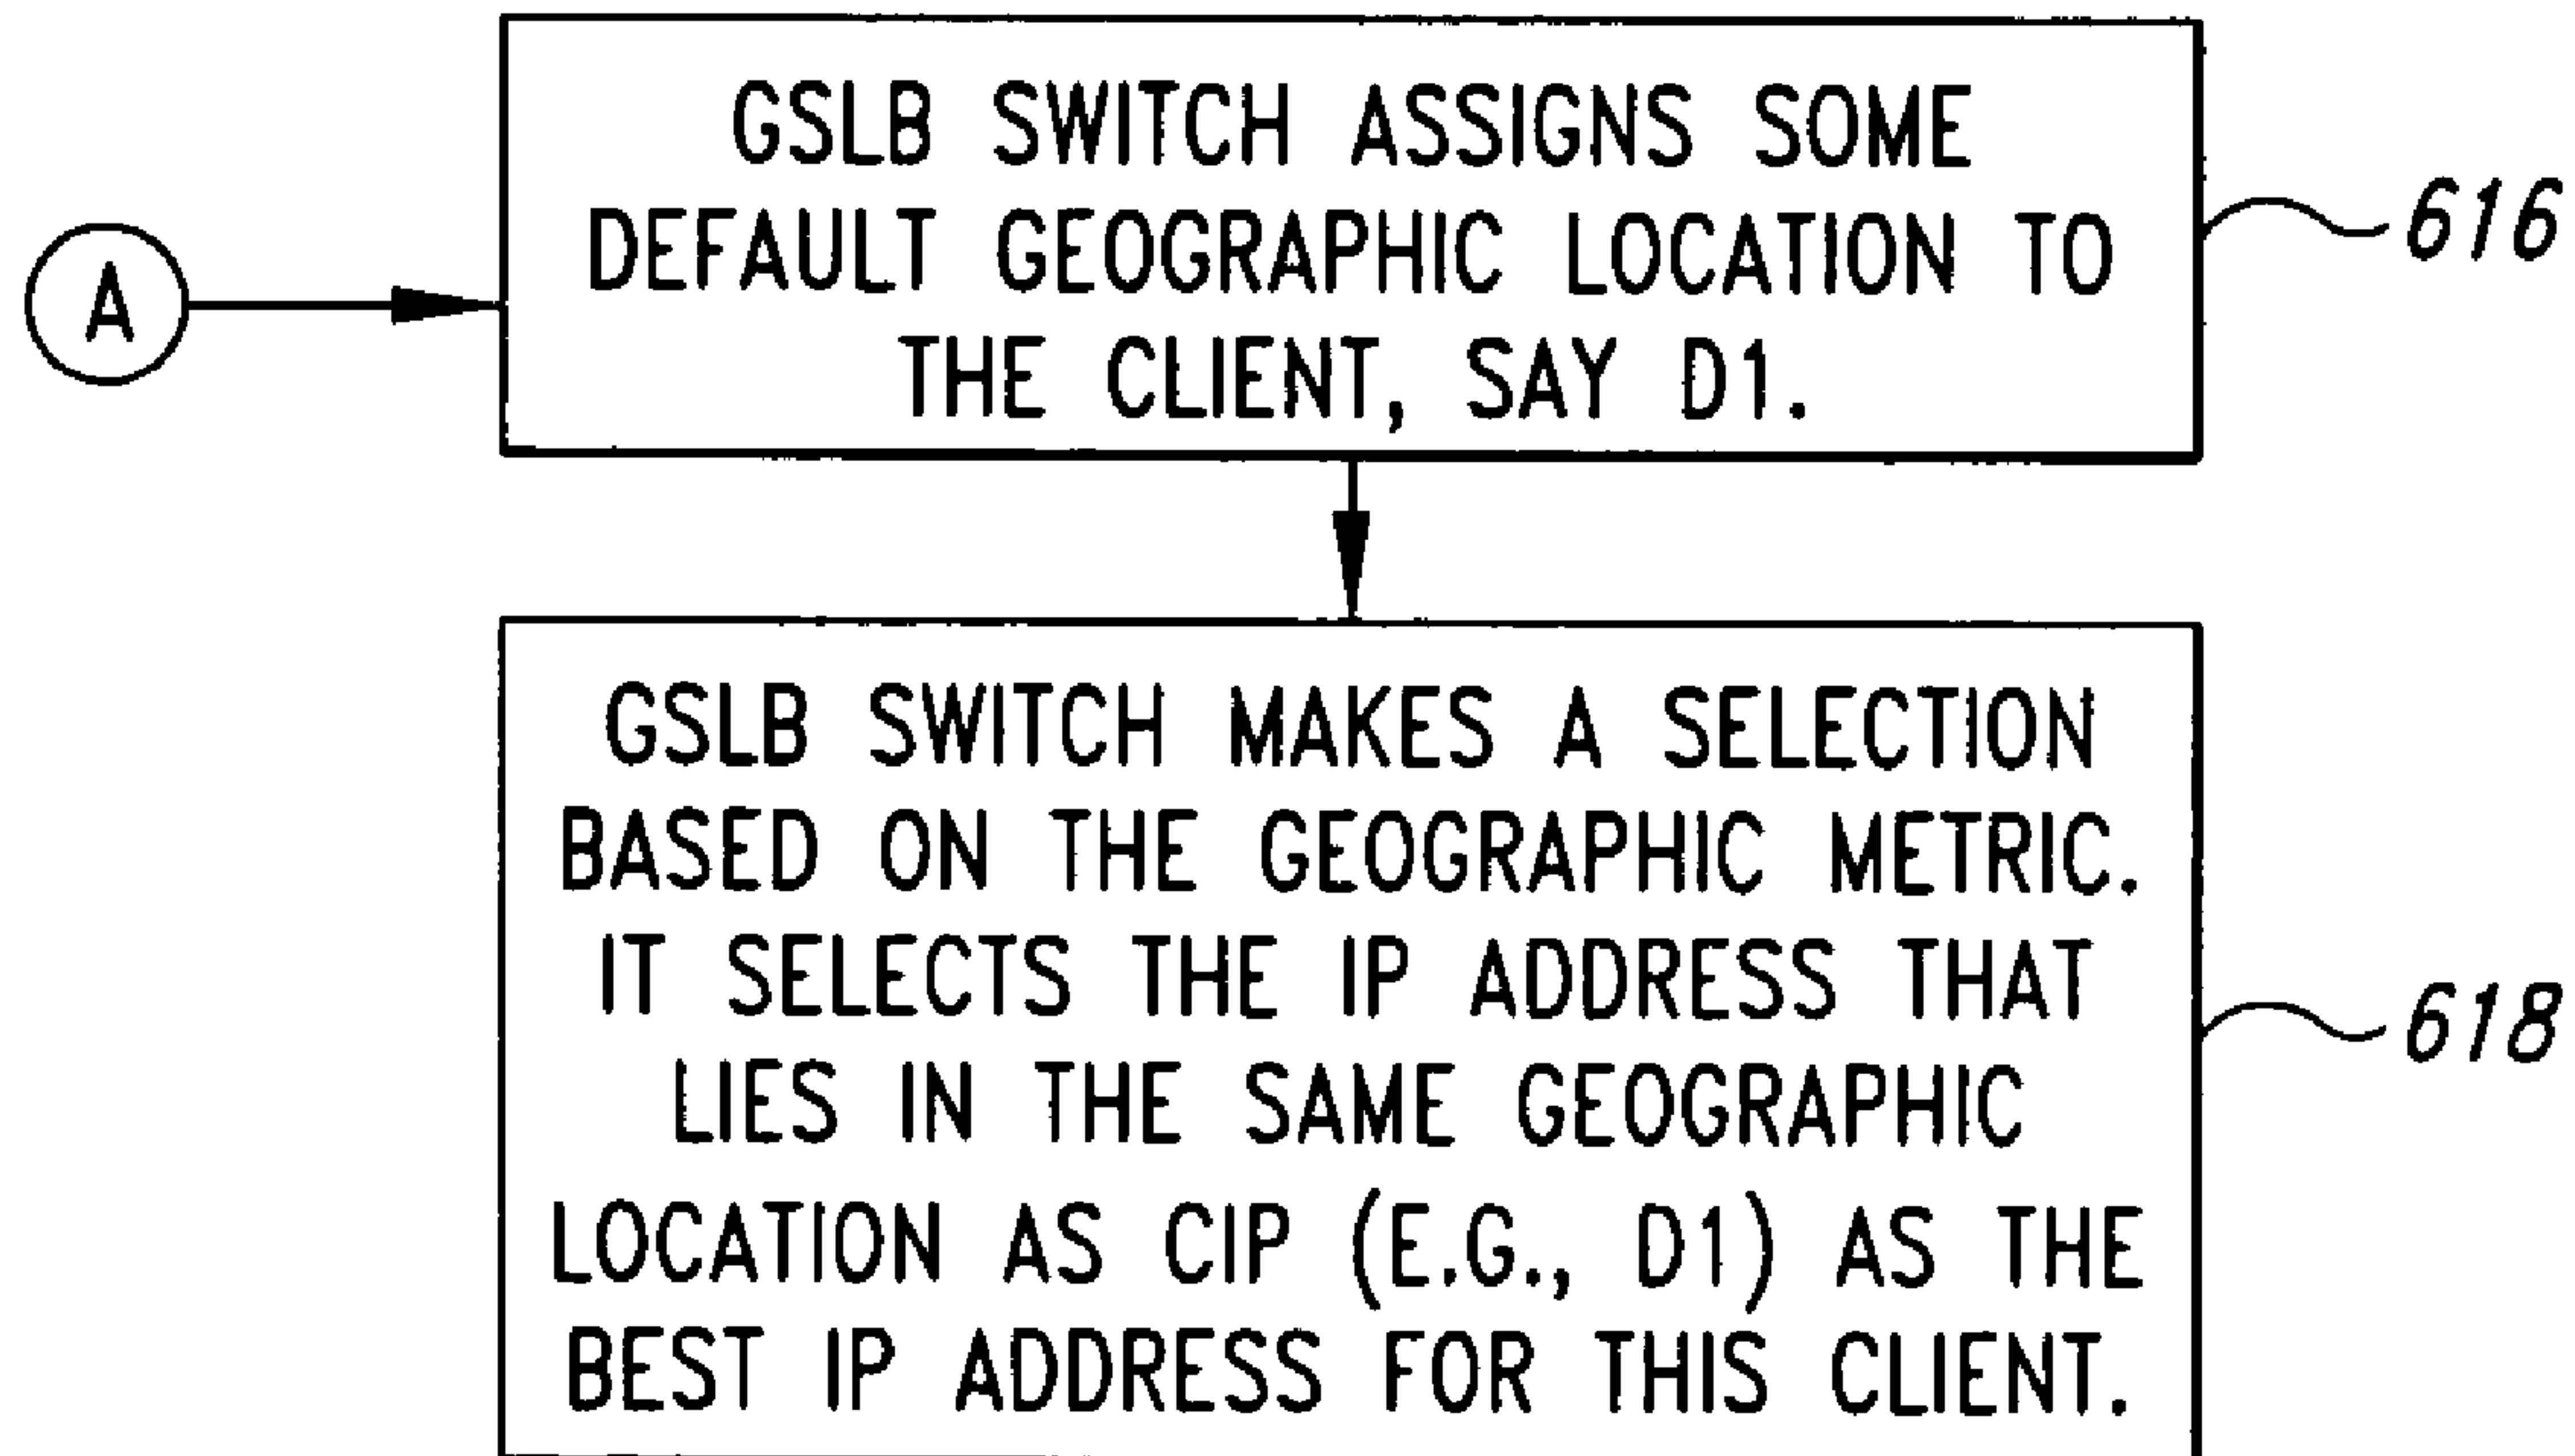 A
GSLB SWITCH ASSIGNS SOME
DEFAULT GEOGRAPHIC LOCATION TO
THE CLIENT, SAY D1.
616
GSLB SWITCH MAKES A SELECTION
BASED ON THE GEOGRAPHIC METRIC.
IT SELECTS THE IP ADDRESS THAT
LIES IN THE SAME GEOGRAPHIC
LOCATION AS CIP (E.G., D1) AS THE
BEST IP ADDRESS FOR THIS CLIENT.
618